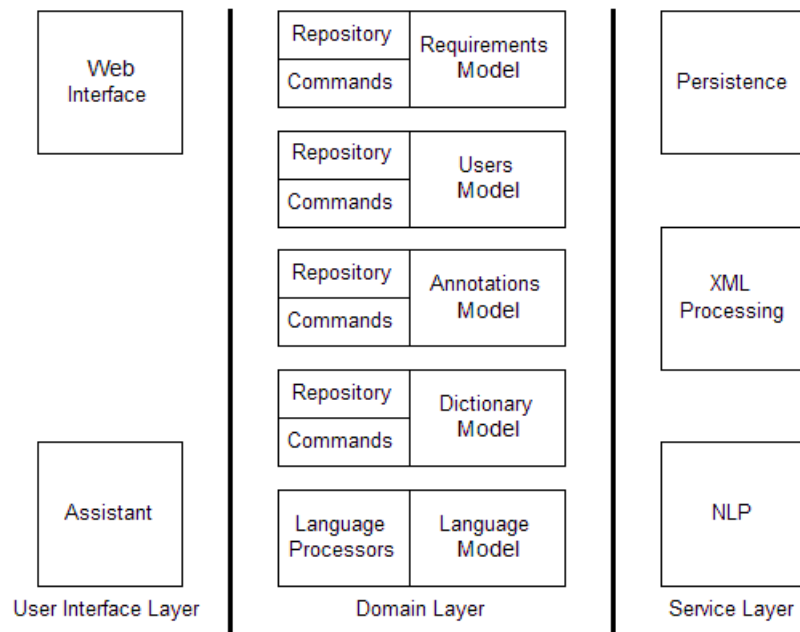 Web
Interface
Assistant
User Interface Layer
Repository
Commands
Requirements
Model
Repository
Commands
Users
Model
Repository
Commands
Annotations
Model
Repository
Commands
Dictionary
Model
Language
Processors
Language
Model
Domain Layer
Persistence
XML
Processing
NLP
Service Layer